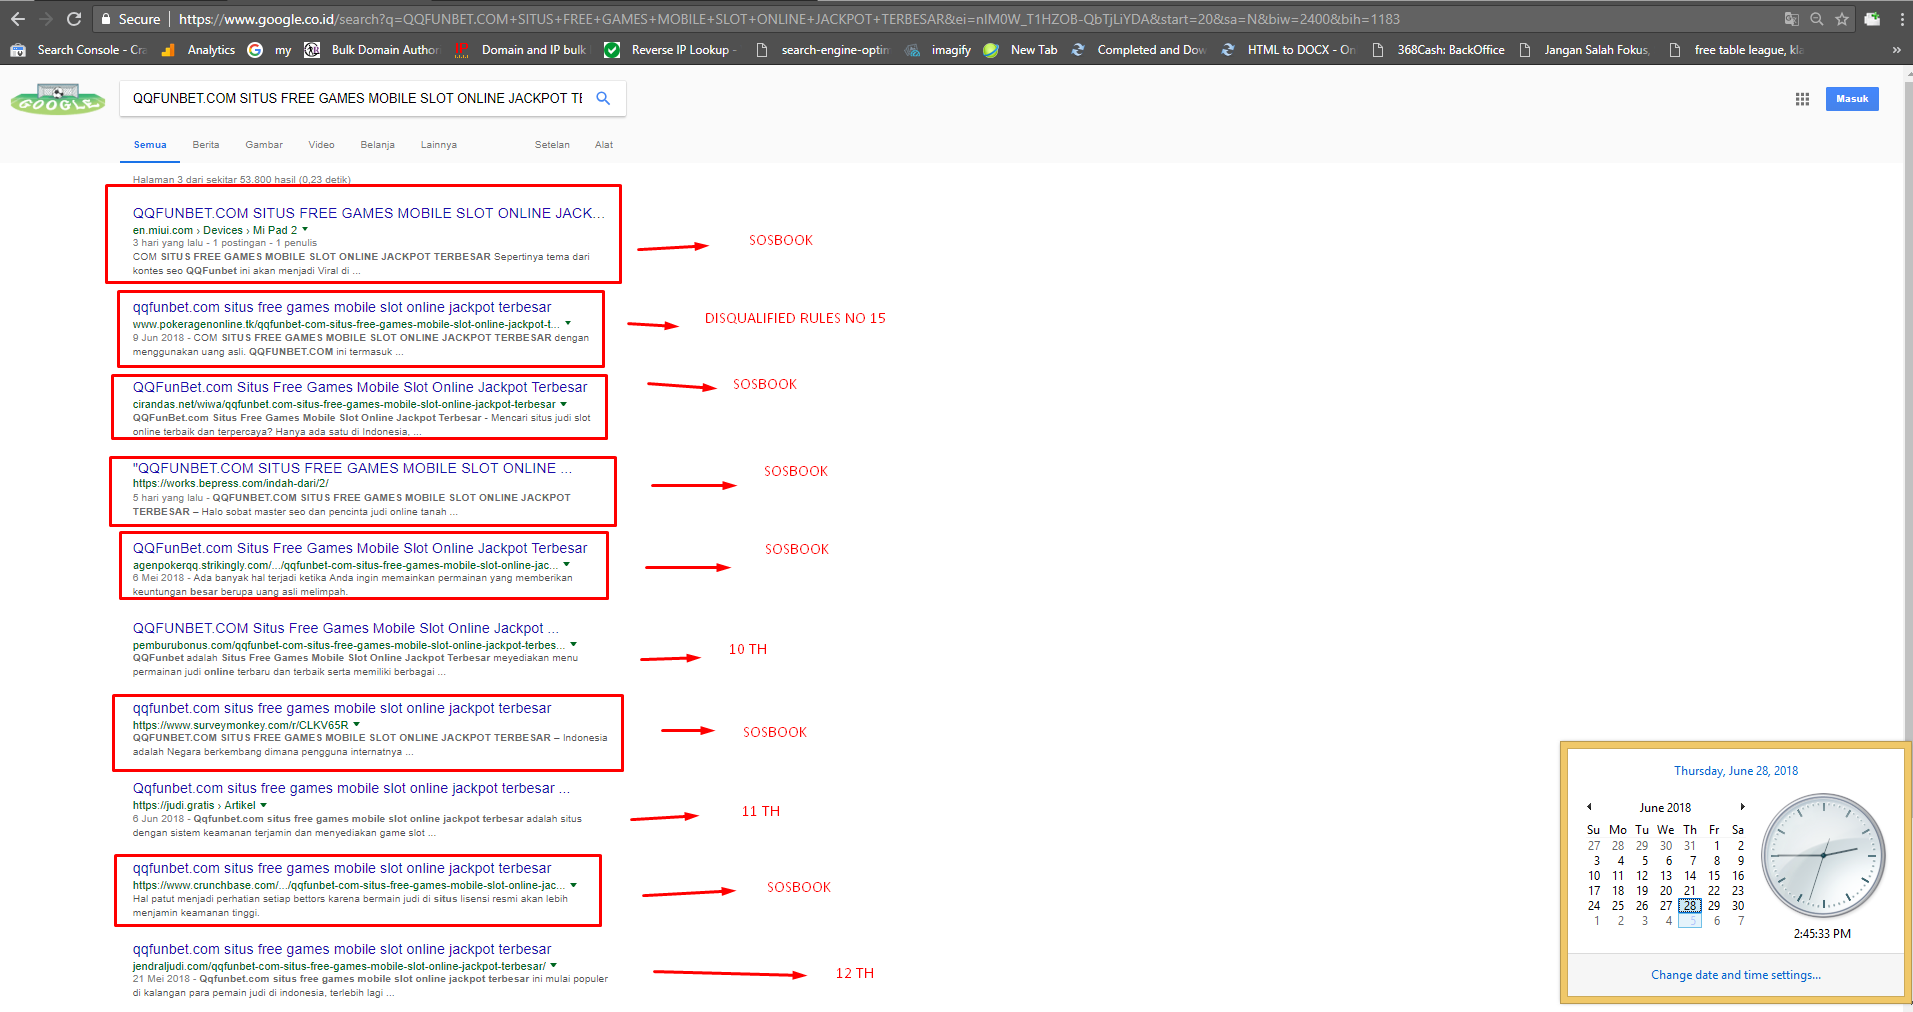 Secure | https://www.google.co.id/search?q=QQFUNBET.COM+SITUS+FREE+GAMES+MOBILE+SLOT+ONLINE+JACKPOT+TERBESAR&ei=nIM0W_T1HZOB-QbTjLiYDA&start=20&sa=N&biw=2400&bih=1183
Search Console - Cra Analytics my Bulk Domain Author Domain and IP bulk Reverse IP Lookup - search-engine-optim imagify New Tab Completed and Dow HTML to DOCX - On 368Cash: BackOffice Jangan Salah Fokus, free table league, kla »
GOOGLE
QQFUNBET.COM SITUS FREE GAMES MOBILE SLOT ONLINE JACKPOT TE
Masuk
Semua Berita Gambar Video Belanja Lainnya Setelan Alat
Halaman 3 dari sekitar 53.800 hasil (0,23 detik)
QQFUNBET.COM SITUS FREE GAMES MOBILE SLOT ONLINE JACK...
en.miui.com › Devices › Mi Pad 2
3 hari yang lalu - 1 postingan - 1 penulis
COM SITUS FREE GAMES MOBILE SLOT ONLINE JACKPOT TERBESAR Sepertinya tema dari
kontes seo QQFunbet ini akan menjadi Viral di ...
SOSBOOK
qqfunbet.com situs free games mobile slot online jackpot terbesar
www.pokeragenonline.tk/qqfunbet-com-situs-free-games-mobile-slot-online-jackpot-t...
9 Jun 2018 - COM SITUS FREE GAMES MOBILE SLOT ONLINE JACKPOT TERBESAR dengan
menggunakan uang asli. QQFUNBET.COM ini termasuk ...
DISQUALIFIED RULES NO 15
QQFunBet.com Situs Free Games Mobile Slot Online Jackpot Terbesar
cirandas.net/wiwa/qqfunbet.com-situs-free-games-mobile-slot-online-jackpot-terbesar
QQFunBet.com Situs Free Games Mobile Slot Online Jackpot Terbesar - Mencari situs judi slot
online terbaik dan terpercaya? Hanya ada satu di Indonesia, ...
SOSBOOK
"QQFUNBET.COM SITUS FREE GAMES MOBILE SLOT ONLINE ...
https://works.bepress.com/indah-dari/2/
5 hari yang lalu - QQFUNBET.COM SITUS FREE GAMES MOBILE SLOT ONLINE JACKPOT
TERBESAR – Halo sobat master seo dan pencinta judi online tanah ...
SOSBOOK
QQFunBet.com Situs Free Games Mobile Slot Online Jackpot Terbesar
agenpokerqq.strikingly.com/.../qqfunbet-com-situs-free-games-mobile-slot-online-jac...
6 Mei 2018 - Ada banyak hal terjadi ketika Anda ingin memainkan permainan yang memberikan
keuntungan besar berupa uang asli melimpah.
SOSBOOK
QQFUNBET.COM Situs Free Games Mobile Slot Online Jackpot ...
pemburubonus.com/qqfunbet-com-situs-free-games-mobile-slot-online-jackpot-terbes...
QQFunbet adalah Situs Free Games Mobile Slot Online Jackpot Terbesar meyediakan menu
permainan judi online terbaru dan terbaik serta memiliki berbagai ...
10 TH
qqfunbet.com situs free games mobile slot online jackpot terbesar
https://www.surveymonkey.com/r/CLKV65R
QQFUNBET.COM SITUS FREE GAMES MOBILE SLOT ONLINE JACKPOT TERBESAR – Indonesia
adalah Negara berkembang dimana pengguna internatnya ...
SOSBOOK
Qqfunbet.com situs free games mobile slot online jackpot terbesar ...
https://judi.gratis › Artikel
6 Jun 2018 - Qqfunbet.com situs free games mobile slot online jackpot terbesar adalah situs
dengan sistem keamanan terjamin dan menyediakan game slot ...
11 TH
qqfunbet.com situs free games mobile slot online jackpot terbesar
https://www.crunchbase.com/.../qqfunbet-com-situs-free-games-mobile-slot-online-jac...
Hal patut menjadi perhatian setiap bettors karena bermain judi di situs lisensi resmi akan lebih
menjamin keamanan tinggi.
SOSBOOK
qqfunbet.com situs free games mobile slot online jackpot terbesar
jendraljudi.com/qqfunbet-com-situs-free-games-mobile-slot-online-jackpot-terbesar/
21 Mei 2018 - Qqfunbet.com situs free games mobile slot online jackpot terbesar ini mulai populer
di kalangan para pemain judi di indonesia, terlebih lagi ...
12 TH
Thursday, June 28, 2018
June 2018
Su Mo Tu We Th Fr Sa
27 28 29 30 31 1 2
3 4 5 6 7 8 9
10 11 12 13 14 15 16
17 18 19 20 21 22 23
24 25 26 27 28 29 30
1 2 3 4 5 6 7
2:45:33 PM
Change date and time settings...